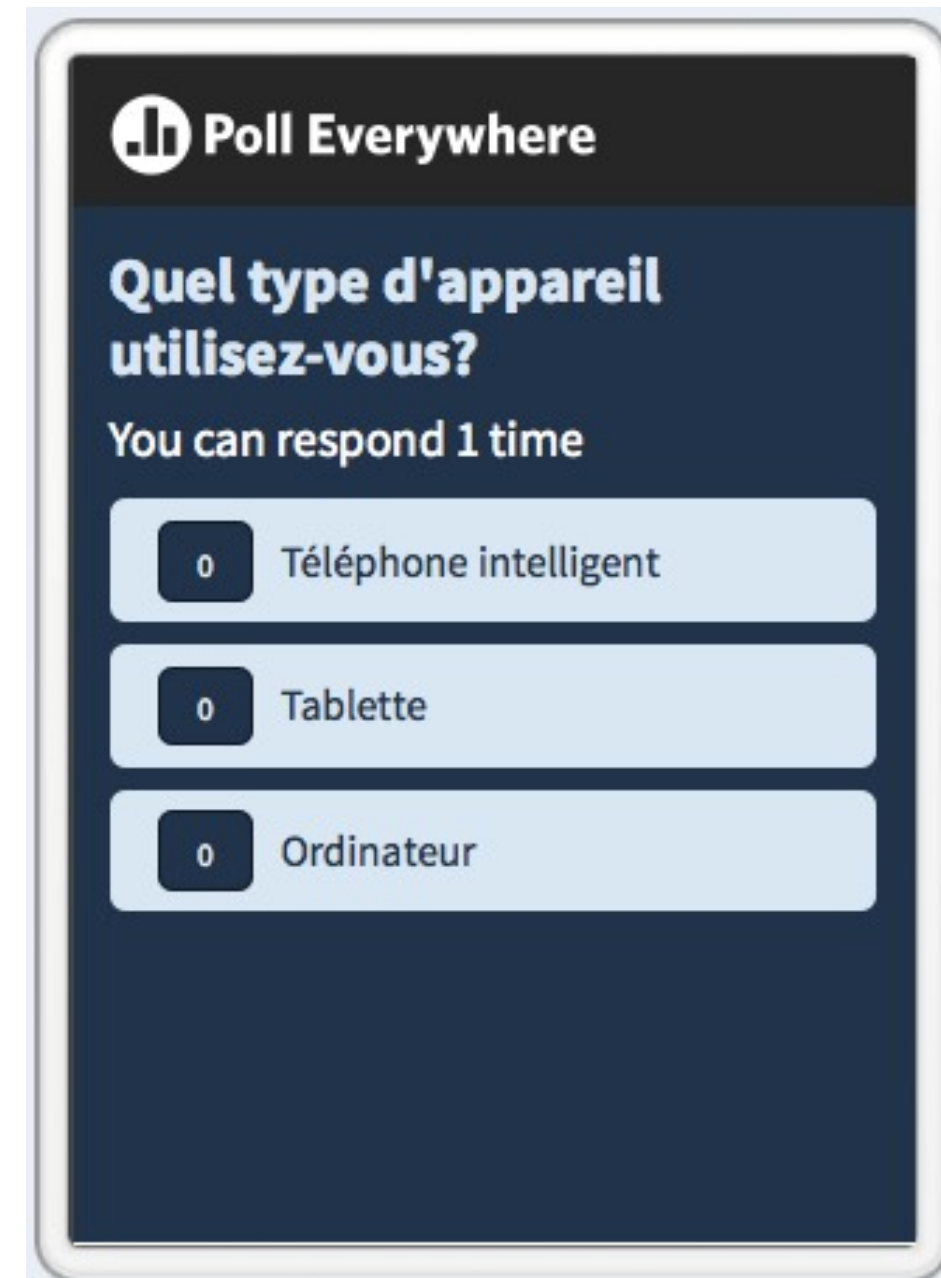 Poll Everywhere
Quel type d'appareil
utilisez-vous?
You can respond 1 time
0 Téléphone intelligent
0 Tablette
0 Ordinateur